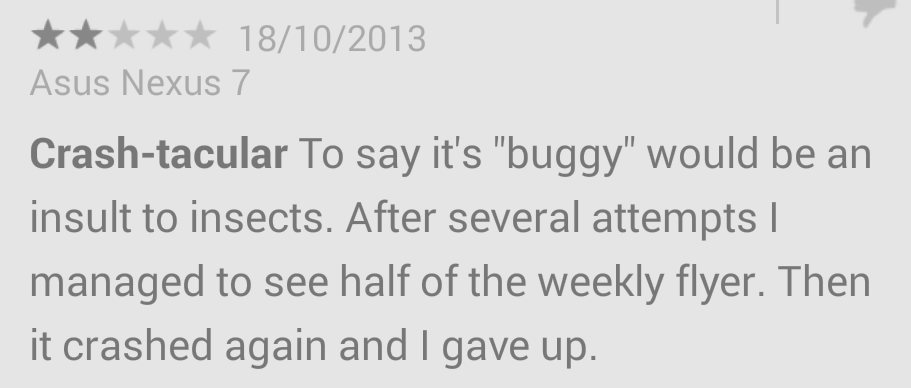 18/10/2013
Asus Nexus 7
Crash-tacular To say it's "buggy" would be an
insult to insects. After several attempts I
managed to see half of the weekly flyer. Then
it crashed again and I gave up.